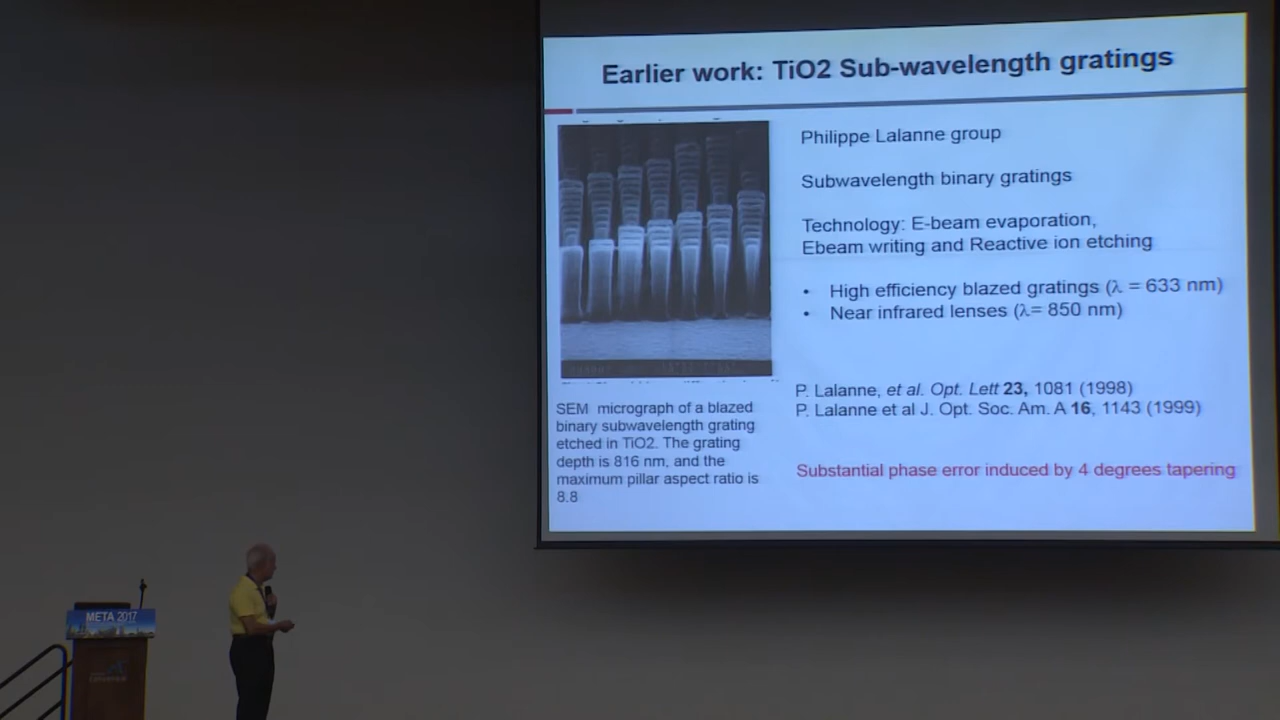 Earlier work: TiO2 Sub-wavelength gratings
Philippe Lalanne group
Subwavelength binary gratings
Technology: E-beam evaporation,
Ebeam writing and Reactive ion etching
• High efficiency blazed gratings (λ = 633 nm)
• Near infrared lenses (λ= 850 nm)
P. Lalanne, et al. Opt. Lett 23, 1081 (1998)
P. Lalanne et al J. Opt. Soc. Am. A 16, 1143 (1999)
Substantial phase error induced by 4 degrees tapering
SEM micrograph of a blazed
binary subwavelength grating
etched in TiO2. The grating
depth is 816 nm, and the
maximum pillar aspect ratio is
8.8
META 2017